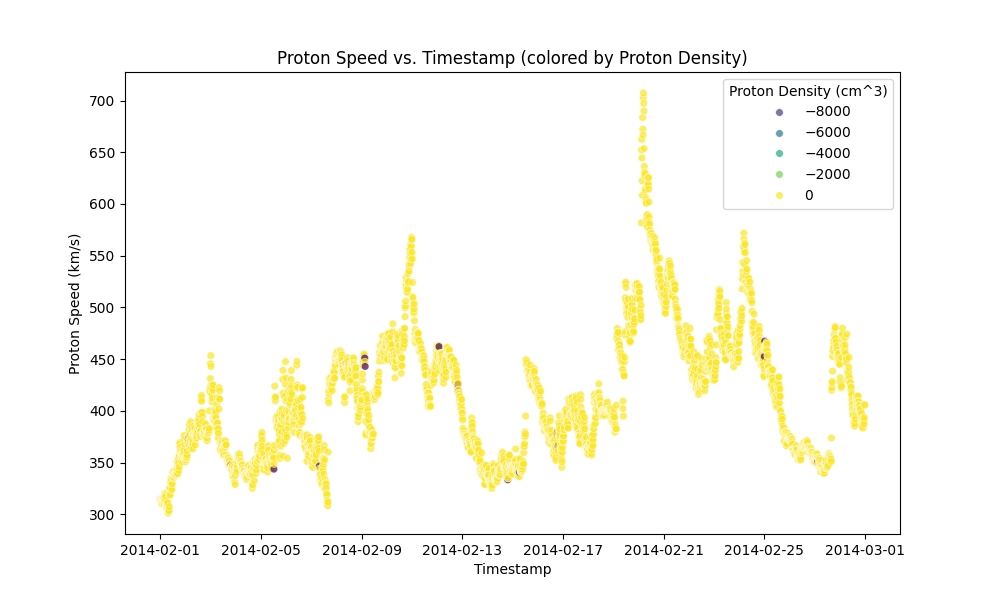 Proton Speed vs. Timestamp (colored by Proton Density)
Proton Density (cm^3)
−8000
−6000
−4000
−2000
0
Proton Speed (km/s)
700
650
600
550
500
450
400
350
300
2014-02-01 2014-02-05 2014-02-09 2014-02-13 2014-02-17 2014-02-21 2014-02-25 2014-03-01
Timestamp